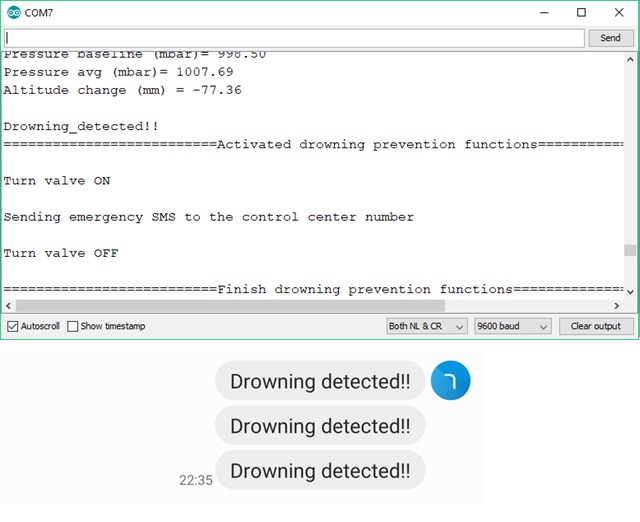 COM7
Send
Pressure baseline (mbar)= 998.50
Pressure avg (mbar)= 1007.69
Altitude change (mm) = -77.36
Drowning_detected!!
==========================Activated drowning prevention functions===========
Turn valve ON
Sending emergency SMS to the control center number
Turn valve OFF
==========================Finish drowning prevention functions==============
Autoscroll Show timestamp Both NL & CR 9600 baud Clear output
Drowning detected!! ר
Drowning detected!!
22:35 Drowning detected!!